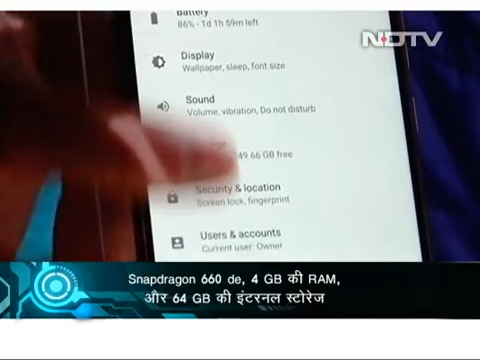 Battery
86% - 1d 1h 59m left
NDTV
Display
Wallpaper, sleep, font size
Sound
Volume, vibration, Do not disturb
49.66 GB free
Security & location
Screen lock, fingerprint
Users & accounts
Current user: Owner
Snapdragon 660 de, 4 GB की RAM,
और 64 GB की इंटरनल स्टोरेज